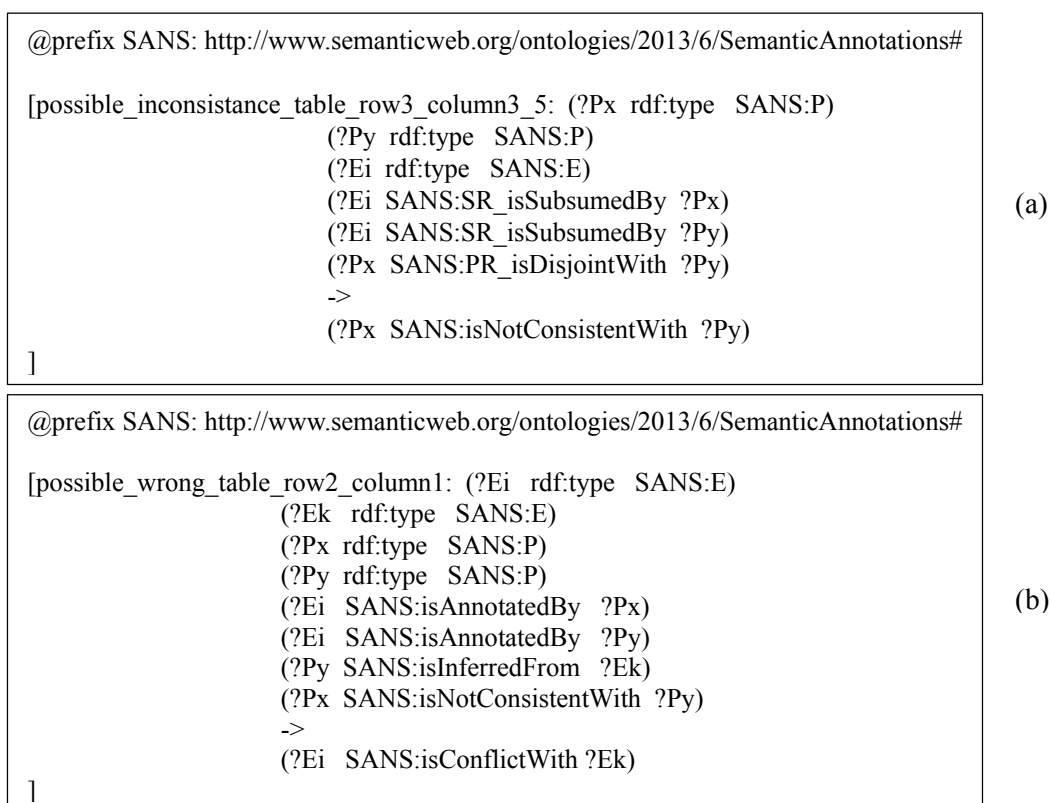 @prefix SANS: http://www.semanticweb.org/ontologies/2013/6/SemanticAnnotations#
[possible_inconsistance_table_row3_column3_5: (?Px rdf:type SANS:P)
(?Py rdf:type SANS:P)
(?Ei rdf:type SANS:E)
(?Ei SANS:SR_isSubsumedBy ?Px)
(?Ei SANS:SR_isSubsumedBy ?Py)
(?Px SANS:PR_isDisjointWith ?Py)
->
(?Px SANS:isNotConsistentWith ?Py)
]
(a)
@prefix SANS: http://www.semanticweb.org/ontologies/2013/6/SemanticAnnotations#
[possible_wrong_table_row2_column1: (?Ei rdf:type SANS:E)
(?Ek rdf:type SANS:E)
(?Px rdf:type SANS:P)
(?Py rdf:type SANS:P)
(?Ei SANS:isAnnotatedBy ?Px)
(?Ei SANS:isAnnotatedBy ?Py)
(?Py SANS:isInferredFrom ?Ek)
(?Px SANS:isNotConsistentWith ?Py)
->
(?Ei SANS:isConflictWith ?Ek)
]
(b)